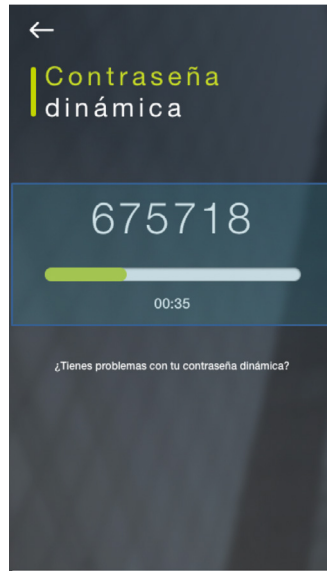 Contraseña
dinámica
675718
00:35
¿Tienes problemas con tu contraseña dinámica?